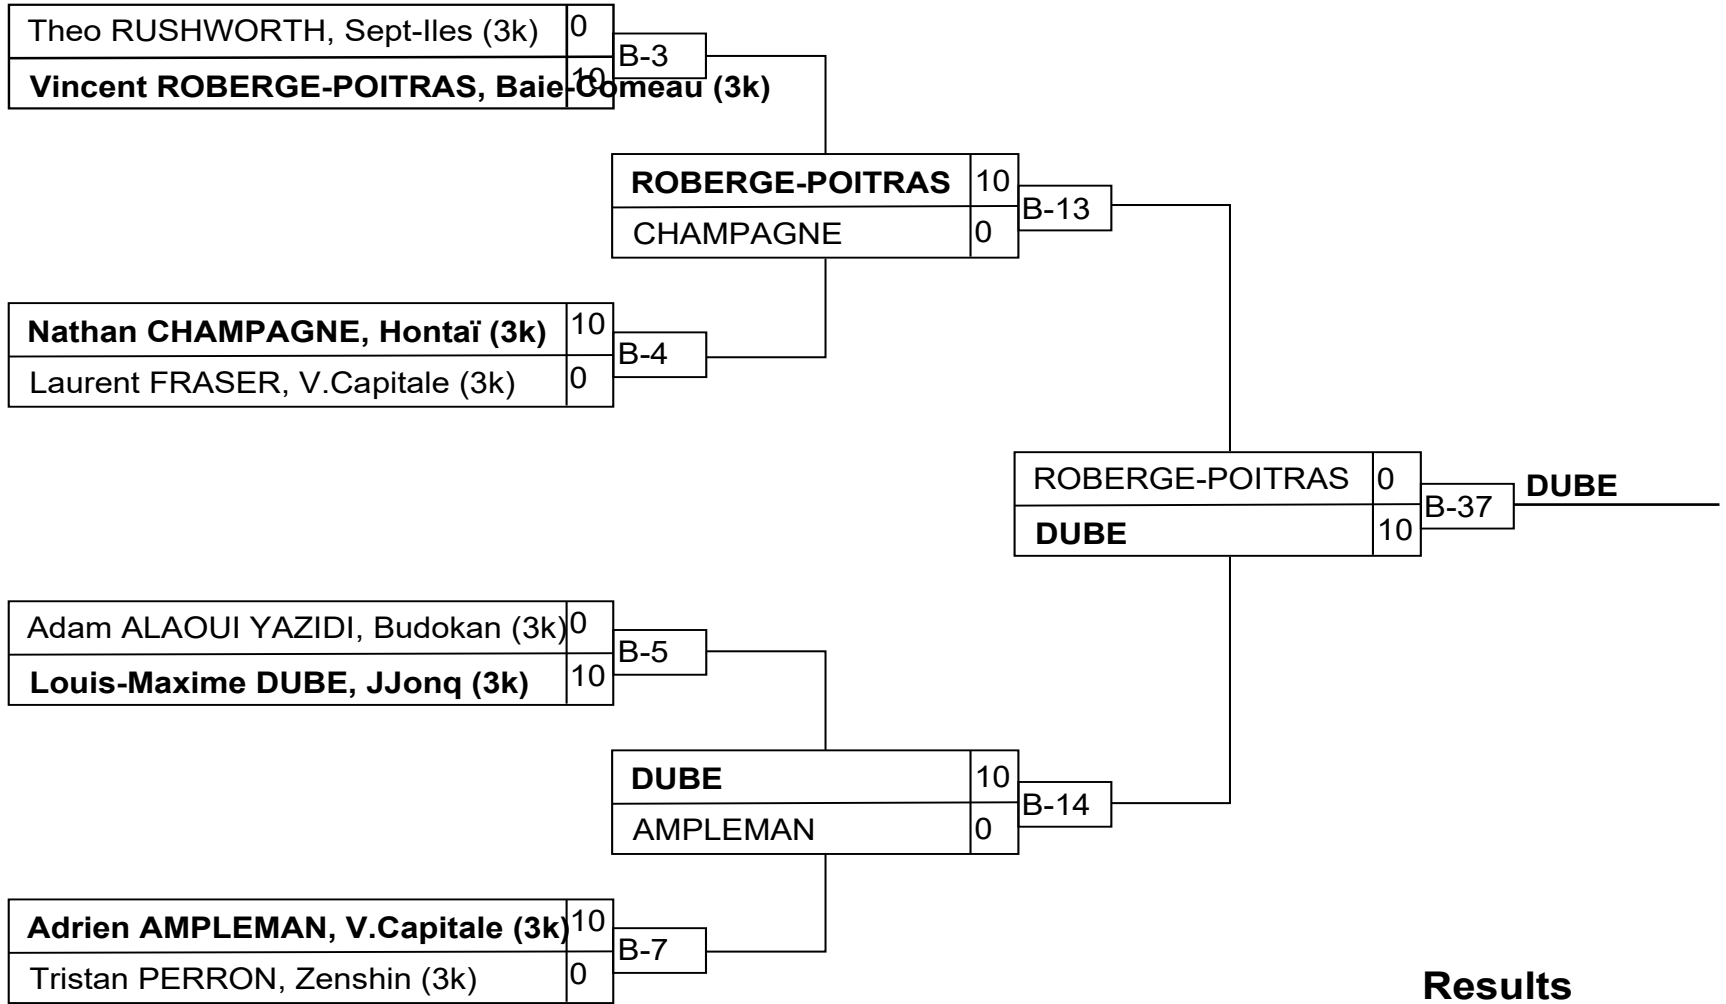 Theo RUSHWORTH, Sept-Iles (3k) 0
B-3
Vincent ROBERGE-POITRAS, Baie-Comeau (3k) 10
ROBERGE-POITRAS 10
B-13
CHAMPAGNE 0
Nathan CHAMPAGNE, Hontaï (3k) 10
B-4
Laurent FRASER, V.Capitale (3k) 0
ROBERGE-POITRAS 0
B-37 DUBE
DUBE 10
Adam ALAOUI YAZIDI, Budokan (3k) 0
B-5
Louis-Maxime DUBE, JJonq (3k) 10
DUBE 10
B-14
AMPLEMAN 0
Adrien AMPLEMAN, V.Capitale (3k) 10
B-7
Tristan PERRON, Zenshin (3k) 0
Results